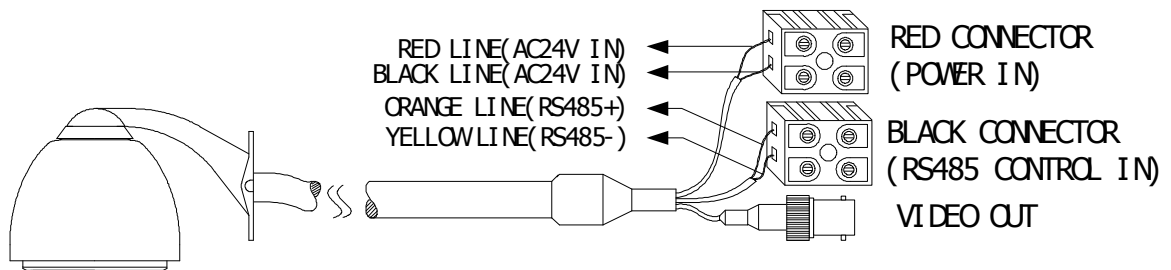 RED LINE(AC24V IN)
BLACK LINE(AC24V IN)
ORANGE LINE(RS485+)
YELLOW LINE(RS485-)
RED CONNECTOR
(POWER IN)
BLACK CONNECTOR
(RS485 CONTROL IN)
VIDEO OUT